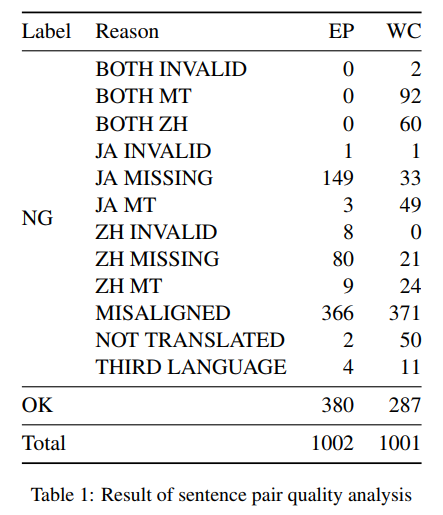 Label Reason EP WC
BOTH INVALID 0 2
BOTH MT 0 92
BOTH ZH 0 60
JA INVALID 1 1
JA MISSING 149 33
JA MT 3 49
NG
ZH INVALID 8 0
ZH MISSING 80 21
ZH MT 9 24
MISALIGNED 366 371
NOT TRANSLATED 2 50
THIRD LANGUAGE 4 11
OK 380 287
Total 1002 1001
Table 1: Result of sentence pair quality analysis